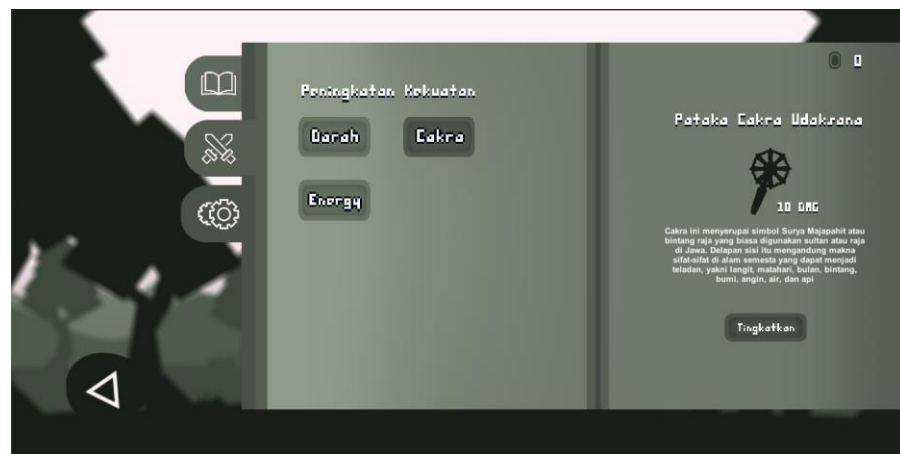 0
Peningkatan Kekuatan
Darah
Cakra
Energy
Pataka Cakra Udaksana
10 DMG
Cakra ini menyerupai simbol Surya Majapahit atau
bintang raja yang biasa digunakan sultan atau raja
di Jawa. Delapan sisi itu mengandung makna
sifat-sifat di alam semesta yang dapat menjadi
teladan, yakni langit, matahari, bulan, bintang,
bumi, angin, air, dan api
Tingkatkan